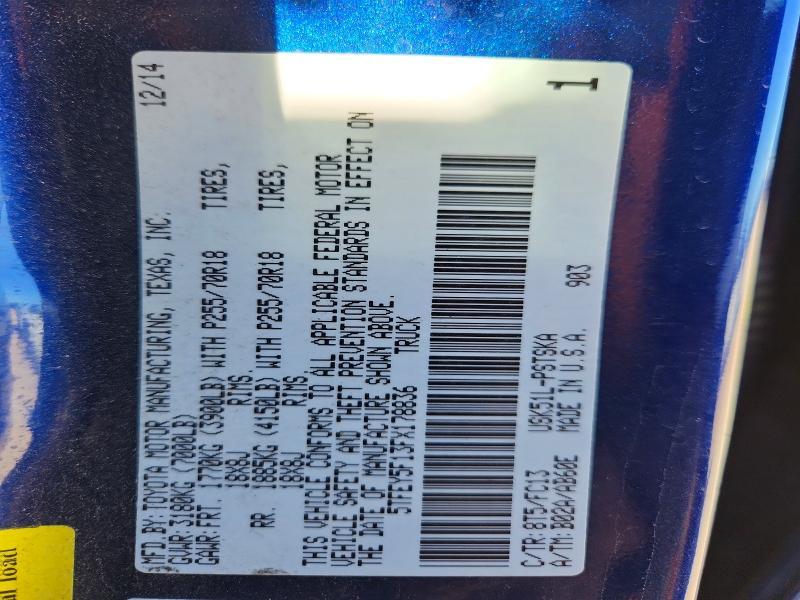 MFD.BY:TOYOTA MOTOR MANUFACTURING, TEXAS, INC. 12/14
GVWR:3180KG (7000LB)
GAWR:FRT. 1770KG (3900LB) WITH P255/70R18 TIRES,
18X8J RIMS.
RR. 1885KG (4150LB) WITH P255/70R18 TIRES,
18X8J RIMS
THIS VEHICLE CONFORMS TO ALL APPLICABLE FEDERAL MOTOR
VEHICLE SAFETY AND THEFT PREVENTION STANDARDS IN EFFECT ON
THE DATE OF MANUFACTURE SHOWN ABOVE.
5TFEY5F13FX178836 TRUCK
C/TR:8T5/FC13 USK51L-PSTSKA
A/TM:B02A/AB60E MADE IN U.S.A. 903
1
al load